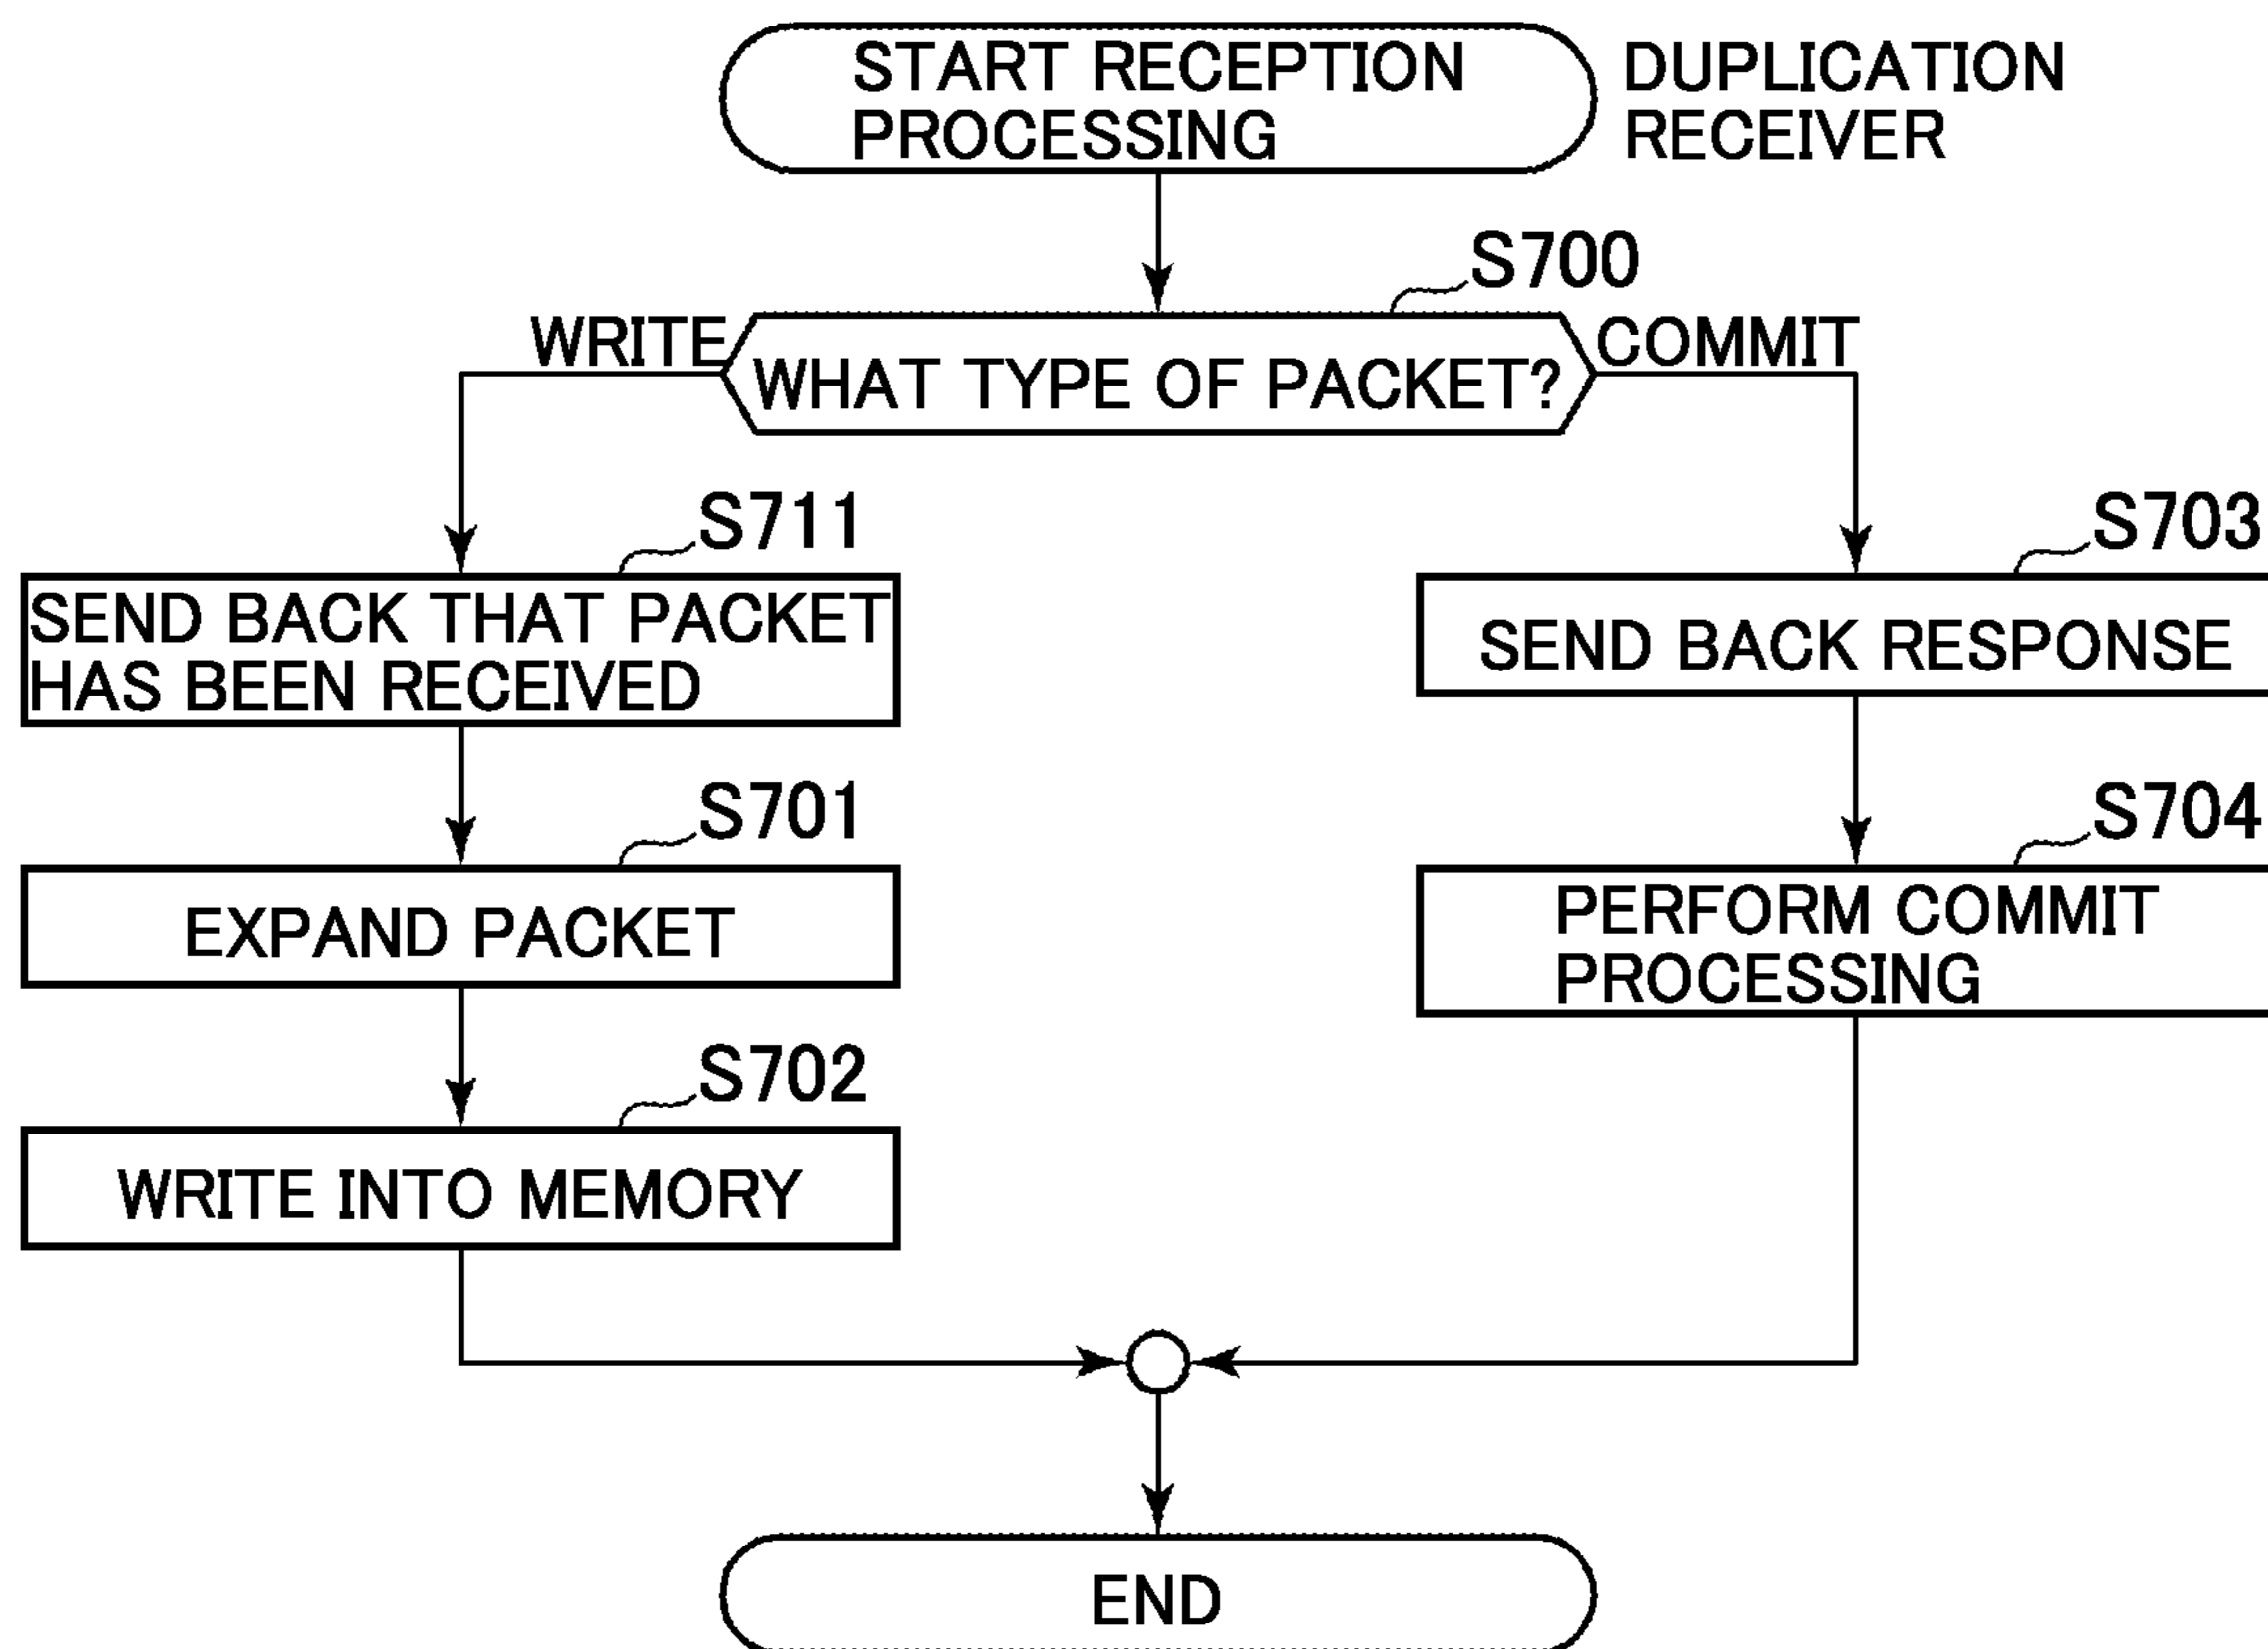 START RECEPTION
PROCESSING
DUPLICATION
RECEIVER
S700
WRITE
WHAT TYPE OF PACKET?
COMMIT
S711
SEND BACK THAT PACKET
HAS BEEN RECEIVED
S703
SEND BACK RESPONSE
S701
EXPAND PACKET
S704
PERFORM COMMIT
PROCESSING
S702
WRITE INTO MEMORY
END